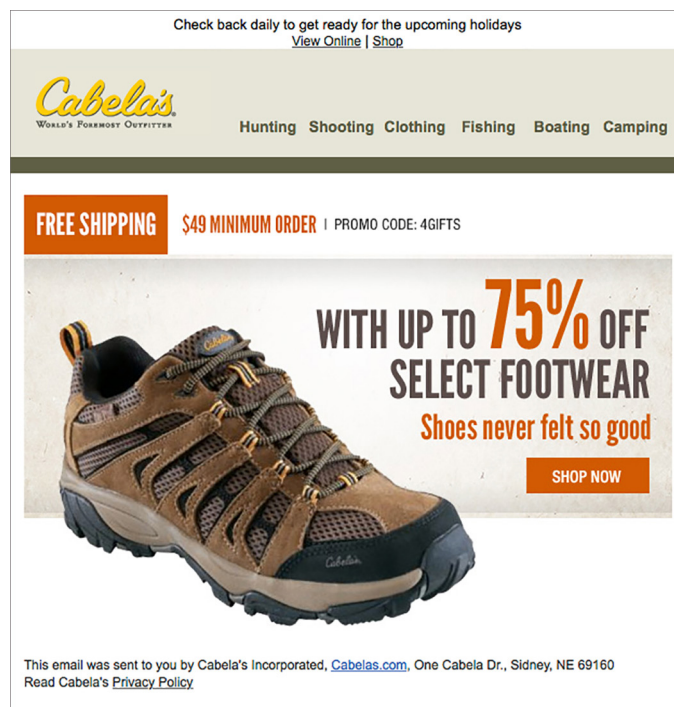 Check back daily to get ready for the upcoming holidays
View Online | Shop
Cabela's
WORLD'S FOREMOST OUTFITTER
Hunting Shooting Clothing Fishing Boating Camping
FREE SHIPPING $49 MINIMUM ORDER | PROMO CODE: 4GIFTS
WITH UP TO 75% OFF
SELECT FOOTWEAR
Shoes never felt so good
SHOP NOW
Cabela's
Cabela's
This email was sent to you by Cabela's Incorporated, Cabelas.com, One Cabela Dr., Sidney, NE 69160
Read Cabela's Privacy Policy